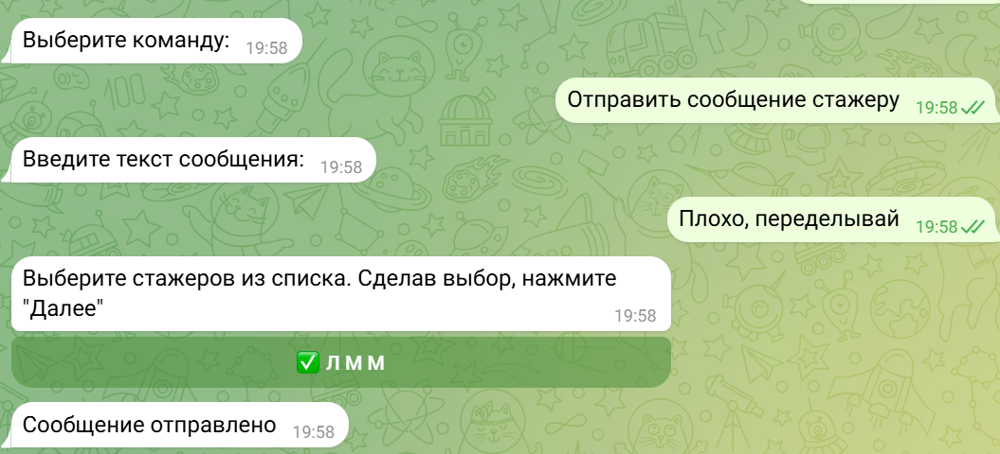 Выберите команду: 19:58
Отправить сообщение стажеру 19:58
Введите текст сообщения: 19:58
Плохо, переделывай 19:58
Выберите стажеров из списка. Сделав выбор, нажмите
"Далее" 19:58
✅ Л М М
Сообщение отправлено 19:58